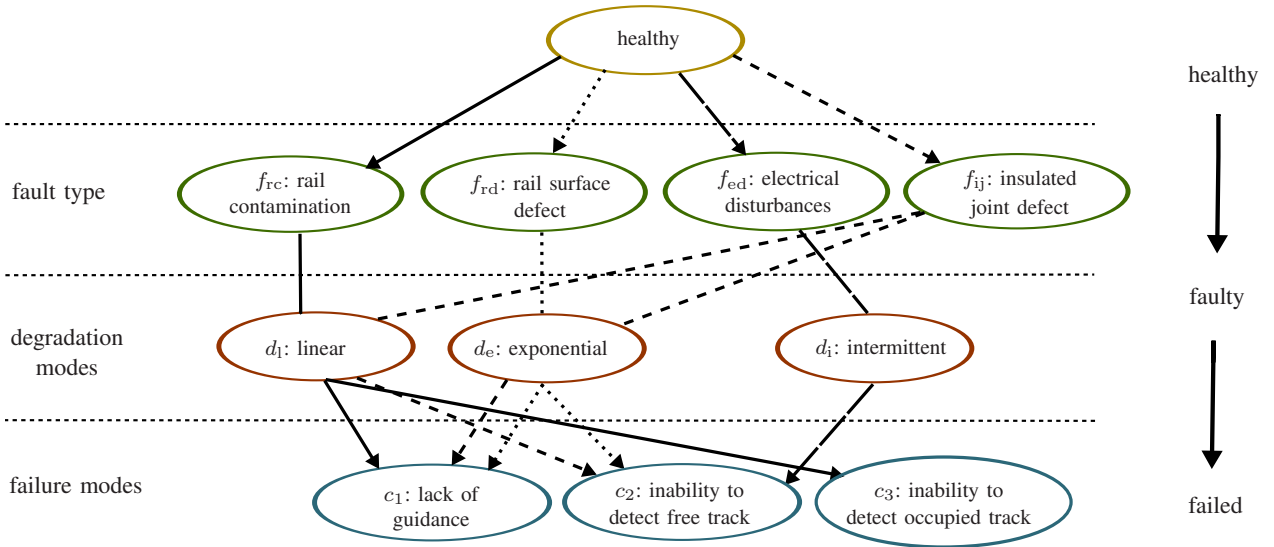 healthy
healthy
fault type
f_rc: rail
contamination
f_rd: rail surface
defect
f_ed: electrical
disturbances
f_ij: insulated
joint defect
faulty
degradation
modes
d_l: linear
d_e: exponential
d_i: intermittent
failure modes
c_1: lack of
guidance
c_2: inability to
detect free track
c_3: inability to
detect occupied track
failed